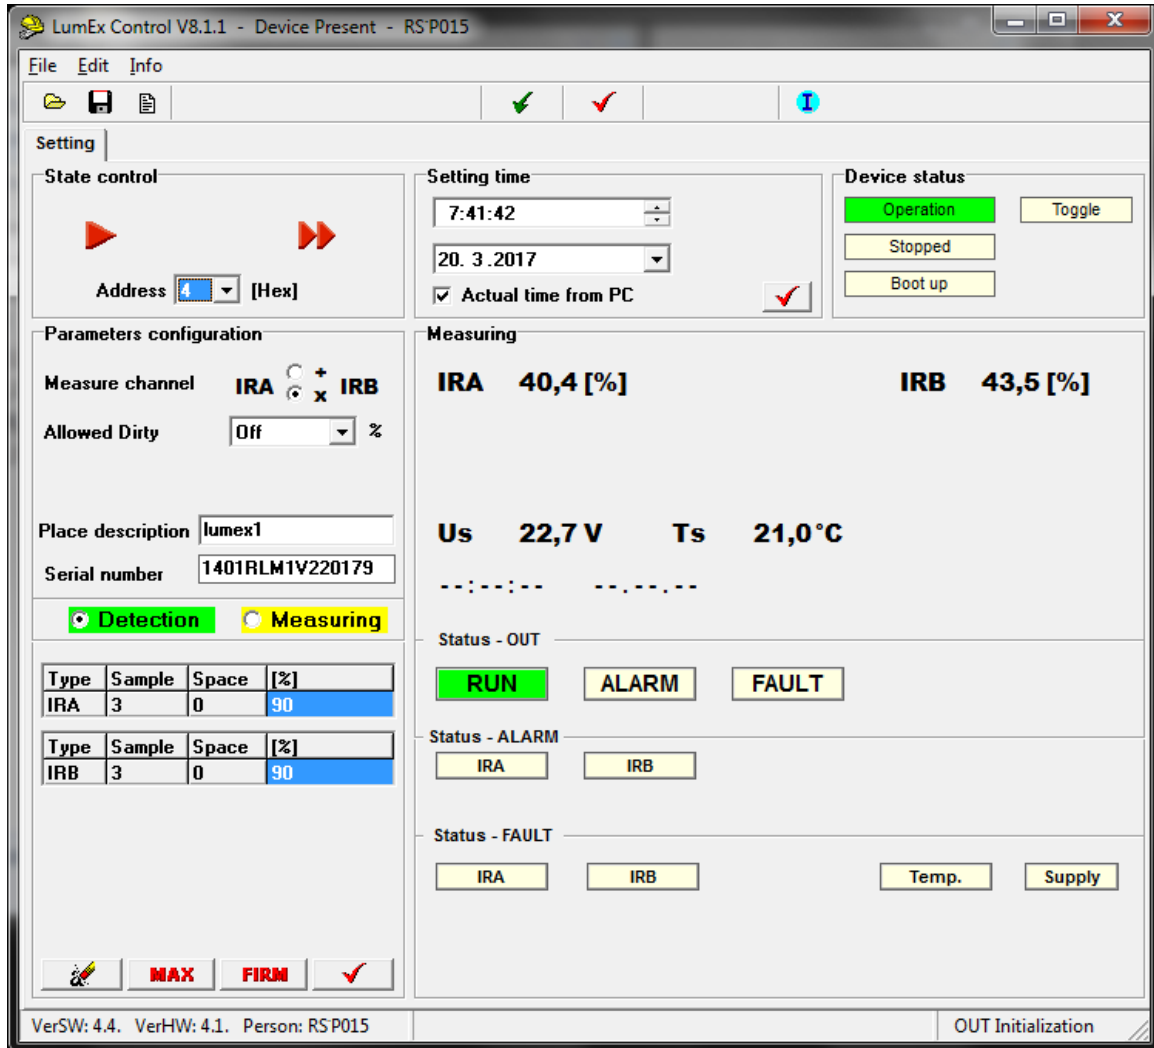 LumEx Control V8.1.1 - Device Present - RS'P015
File Edit Info
I
Setting
State control
Address 4 [Hex]
Setting time
7:41:42
20. 3 .2017
Actual time from PC
Device status
Operation Toggle
Stopped
Boot up
Parameters configuration
Measure channel IRA + x IRB
Allowed Dirty Off %
Place description lumex1
Serial number 1401RLM1V220179
Detection Measuring
Type Sample Space [%]
IRA 3 0 90
Type Sample Space [%]
IRB 3 0 90
MAX FIRM
Measuring
IRA 40,4 [%] IRB 43,5 [%]
Us 22,7 V Ts 21,0°C
--:--:-- --.--.--
Status - OUT
RUN ALARM FAULT
Status - ALARM
IRA IRB
Status - FAULT
IRA IRB Temp. Supply
VerSW: 4.4. VerHW: 4.1. Person: RS'P015 OUT Initialization